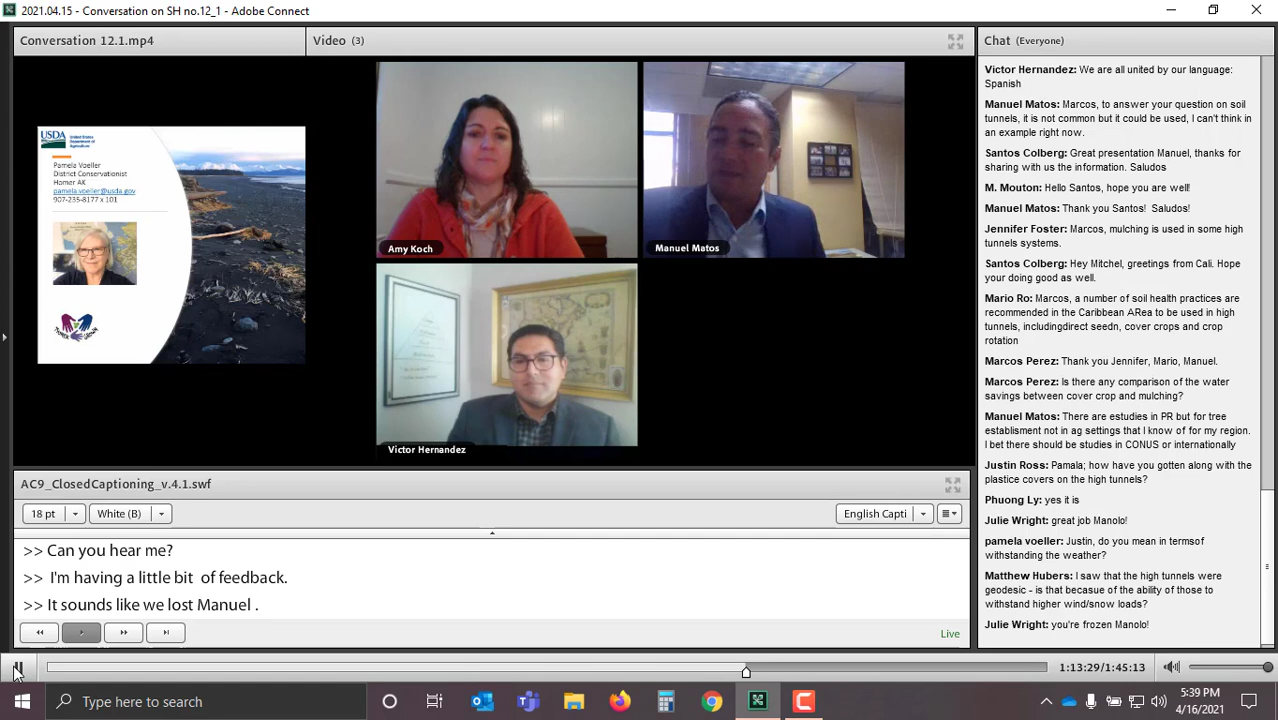 2021.04.15 - Conversation on SH no.12_1 - Adobe Connect
Conversation 12.1.mp4
Video (3)
USDA
United States
Department of
Agriculture
Pamela Voeller
District Conservationist
Homer AK
pamela.voeller@usda.gov
907-235-8177 x 101
Amy Koch
Manuel Matos
Victor Hernandez
AC9_ClosedCaptioning_v.4.1.swf
18 pt
White (B)
English Capti
>> Can you hear me?
>> I'm having a little bit of feedback.
>> It sounds like we lost Manuel .
Live
Chat (Everyone)
Victor Hernandez: We are all united by our language:
Spanish
Manuel Matos: Marcos, to answer your question on soil
tunnels, it is not common but it could be used, I can't think in
an example right now.
Santos Colberg: Great presentation Manuel, thanks for
sharing with us the information. Saludos
M. Mouton: Hello Santos, hope you are well!
Manuel Matos: Thank you Santos! Saludos!
Jennifer Foster: Marcos, mulching is used in some high
tunnels systems.
Santos Colberg: Hey Mitchel, greetings from Cali. Hope
your doing good as well.
Mario Ro: Marcos, a number of soil health practices are
recommended in the Caribbean ARea to be used in high
tunnels, includingdirect seedn, cover crops and crop
rotation
Marcos Perez: Thank you Jennifer, Mario, Manuel.
Marcos Perez: Is there any comparison of the water
savings between cover crop and mulching?
Manuel Matos: There are estudies in PR but for tree
establisment not in ag settings that I know of for my region.
I bet there should be studies in CONUS or internationally
Justin Ross: Pamala; how have you gotten along with the
plastice covers on the high tunnels?
Phuong Ly: yes it is
Julie Wright: great job Manolo!
pamela voeller: Justin, do you mean in termsof
withstanding the weather?
Matthew Hubers: I saw that the high tunnels were
geodesic - is that becasue of the ability of those to
withstand higher wind/snow loads?
Julie Wright: you're frozen Manolo!
1:13:29/1:45:13
Type here to search
5:39 PM
4/16/2021